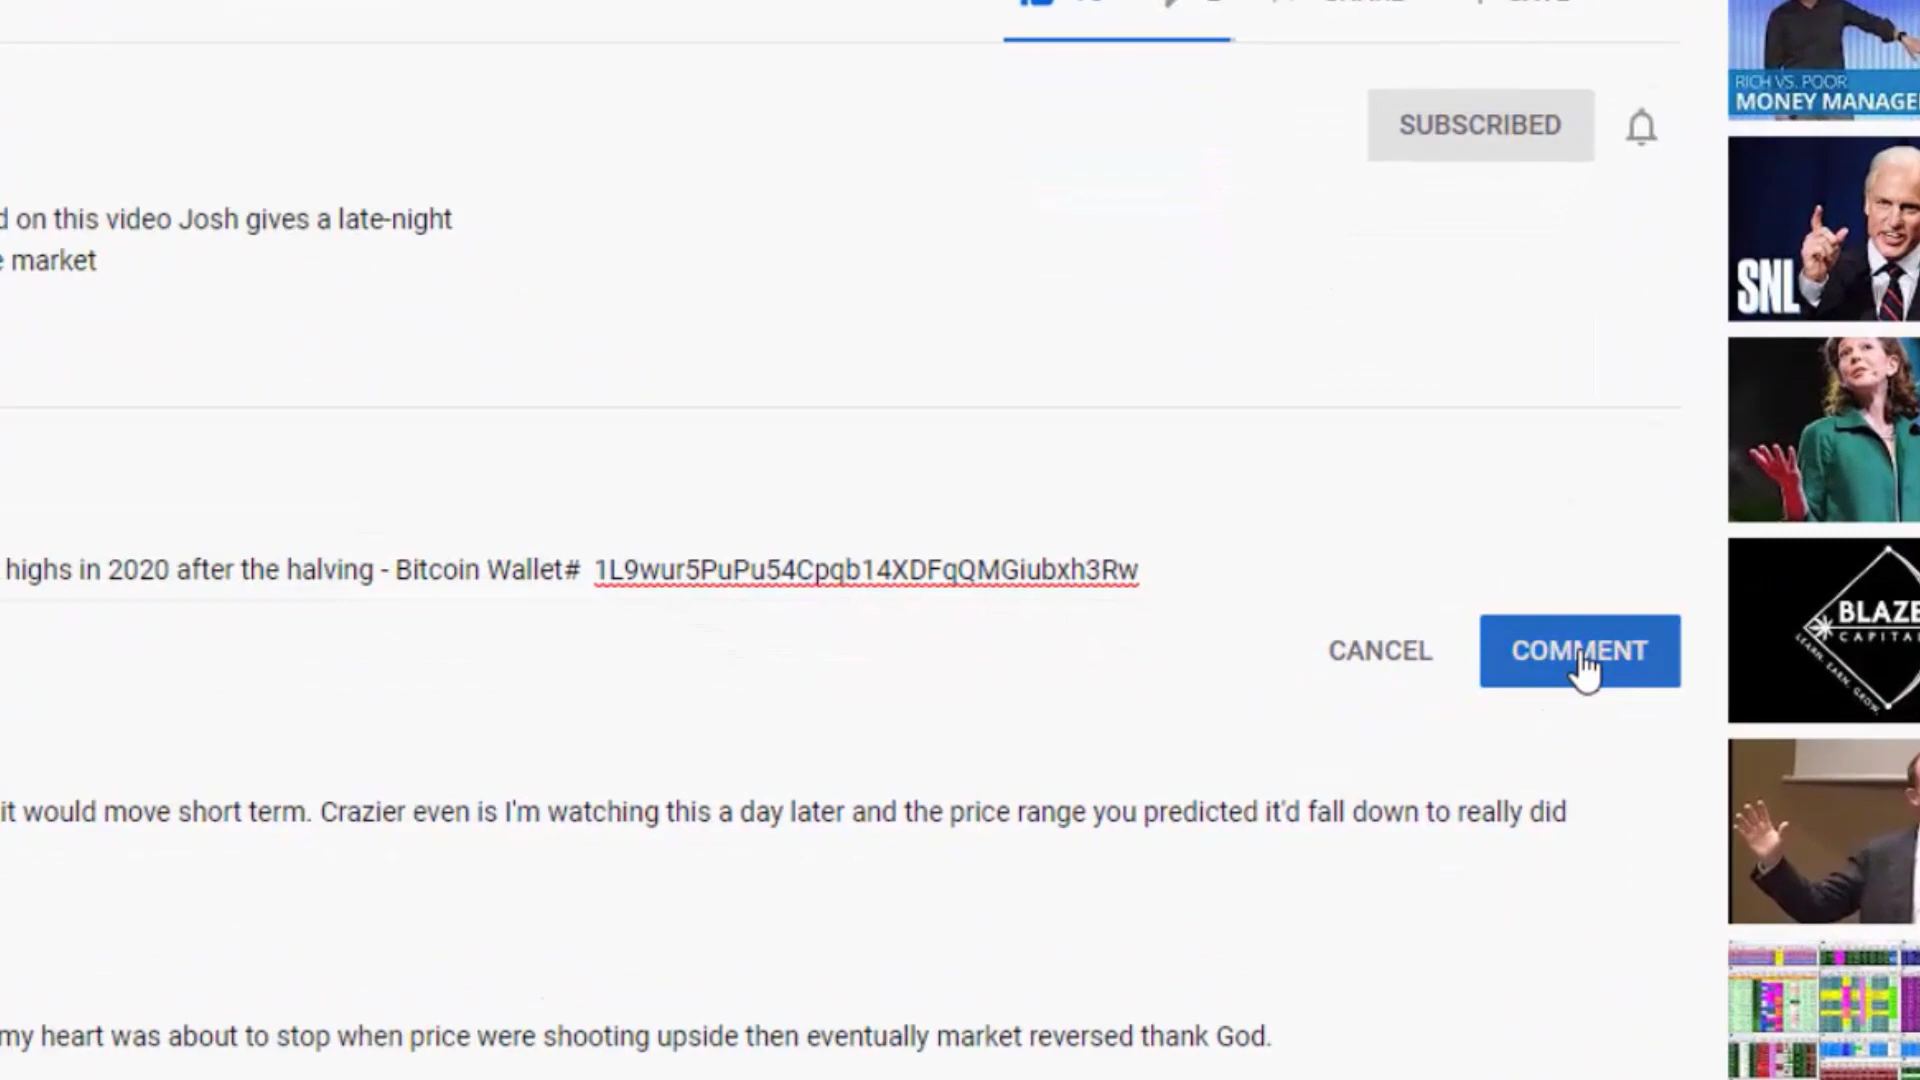 SUBSCRIBED
on this video Josh gives a late-night
market
highs in 2020 after the halving - Bitcoin Wallet# 1L9wur5PuPu54Cpqb14XDFqQMGiubxh3Rw
CANCEL
COMMENT
it would move short term. Crazier even is I'm watching this a day later and the price range you predicted it'd fall down to really did
my heart was about to stop when price were shooting upside then eventually market reversed thank God.
RICH VS. POOR
MONEY MANAGE
SNL
BLAZE
CAPITA
LEARN. EARN. GROW.